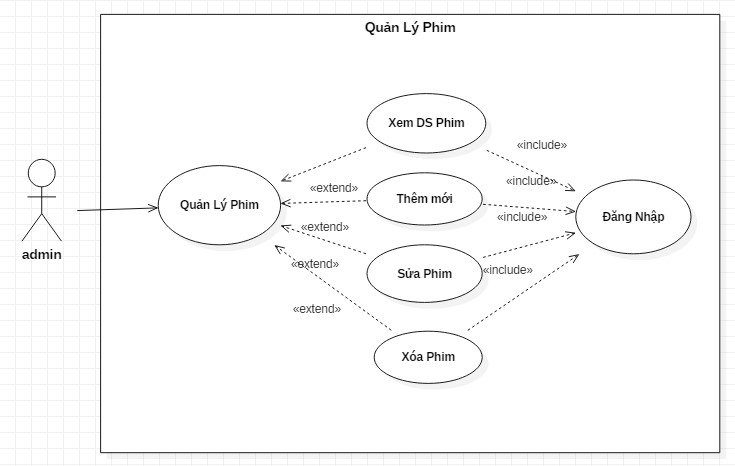 Quản Lý Phim
Xem DS Phim
«include»
«include»
«extend»
Thêm mới
Quản Lý Phim
«include»
Đăng Nhập
«extend»
admin
«extend»
Sửa Phim
«include»
«extend»
Xóa Phim